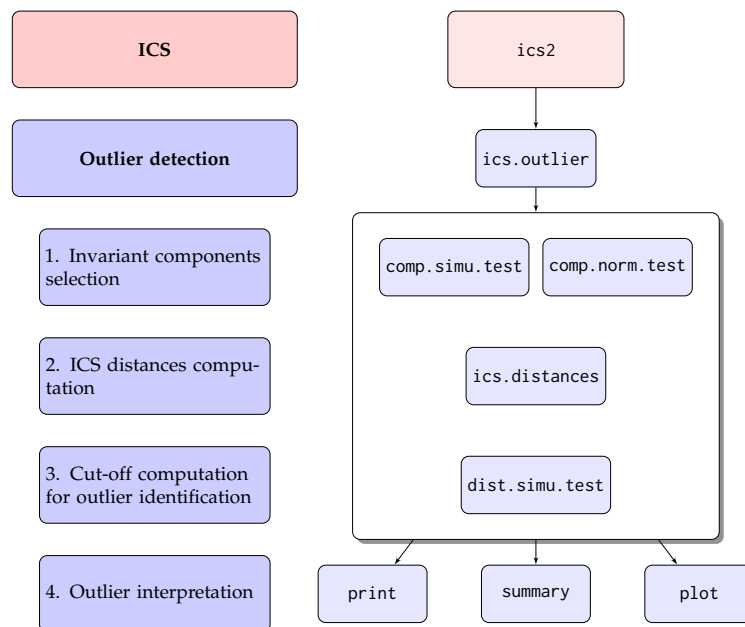 ICS
ics2
Outlier detection
ics.outlier
1. Invariant components
selection
comp.simu.test
comp.norm.test
2. ICS distances compu-
tation
ics.distances
3. Cut-off computation
for outlier identification
dist.simu.test
4. Outlier interpretation
print
summary
plot